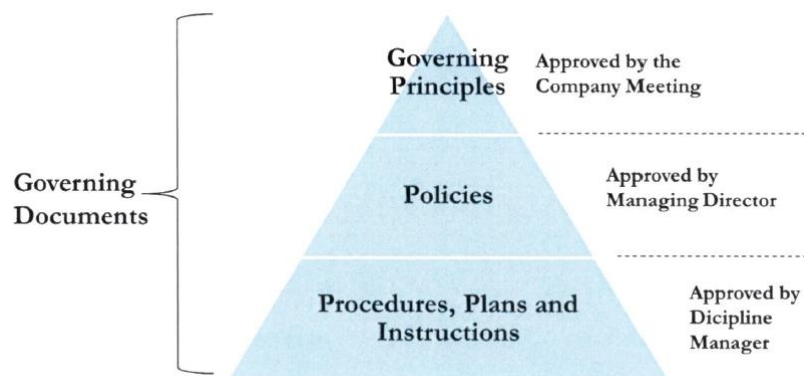 Governing
Principles
Approved by the
Company Meeting
Governing
Documents
Policies
Approved by
Managing Director
Procedures, Plans and
Instructions
Approved by
Dicipline
Manager